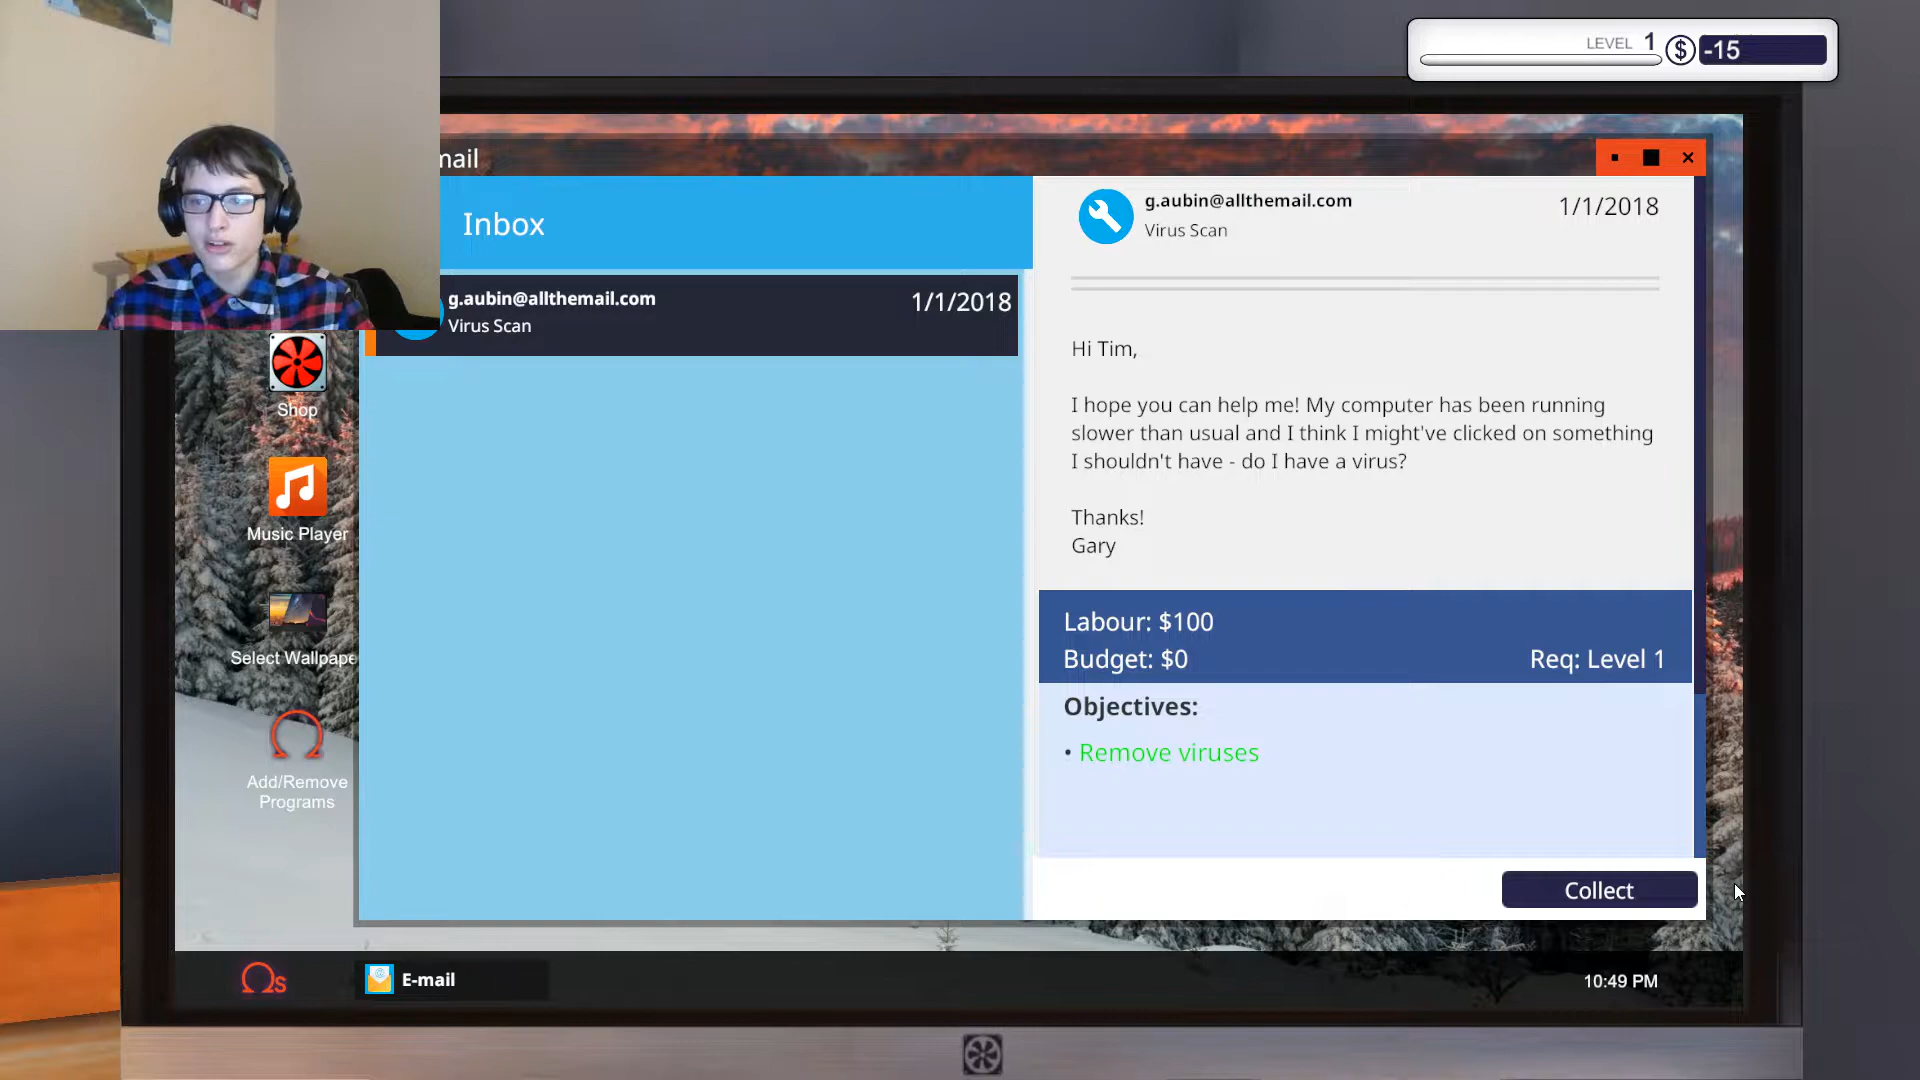 LEVEL 1 $ -15
mail
Inbox
g.aubin@allthemail.com 1/1/2018
Virus Scan
g.aubin@allthemail.com 1/1/2018
Virus Scan
Hi Tim,
I hope you can help me! My computer has been running
slower than usual and I think I might've clicked on something
I shouldn't have - do I have a virus?
Thanks!
Gary
Labour: $100
Budget: $0 Req: Level 1
Objectives:
• Remove viruses
Collect
Shop
Music Player
Select Wallpape
Add/Remove
Programs
Ωs E-mail 10:49 PM